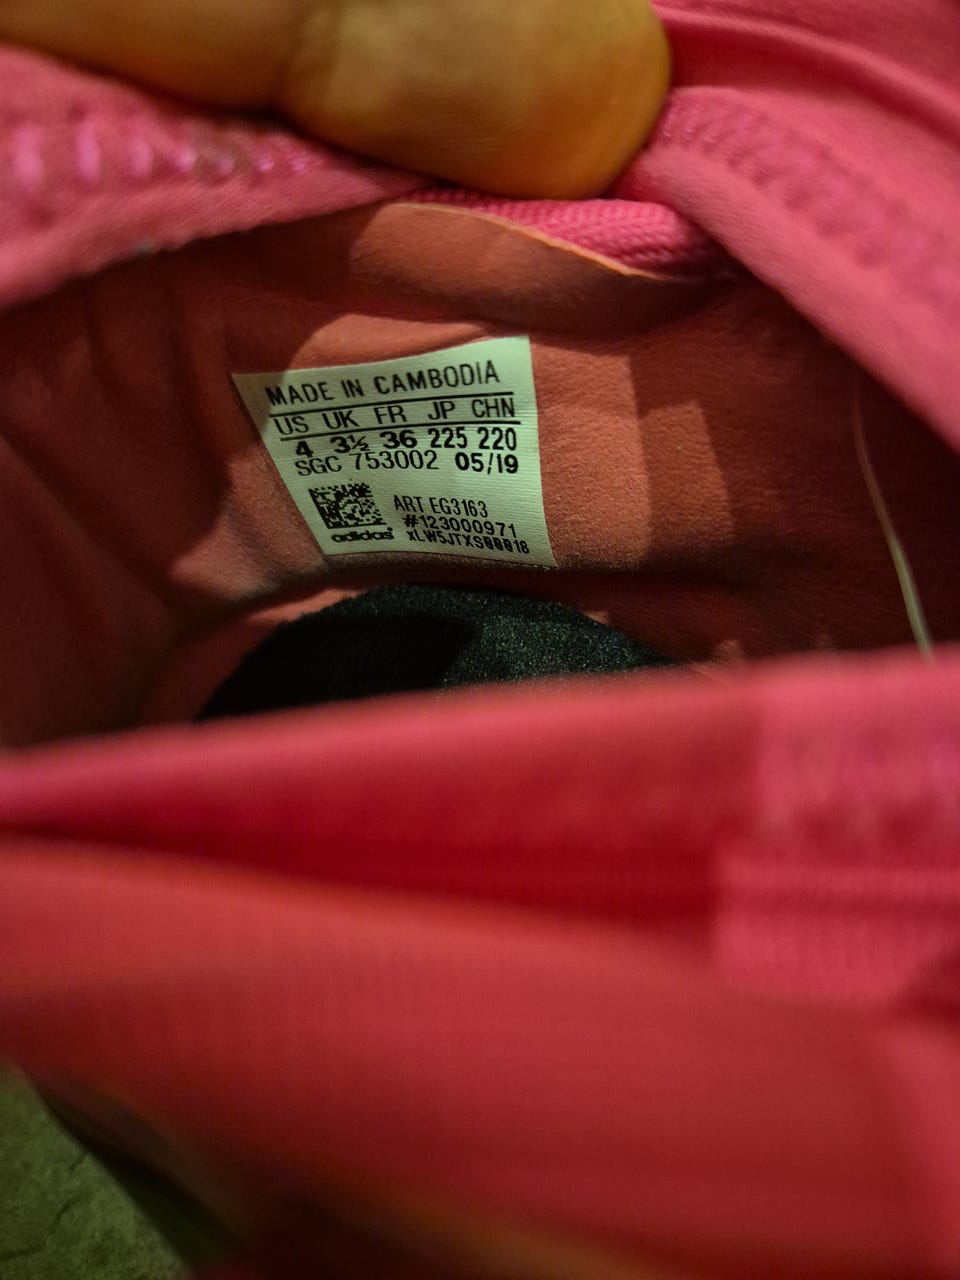 MADE IN CAMBODIA
US UK FR JP CHN
4 3½ 36 225 220
SGC 753002 05/19
ART EG3163
#123000971
adidas